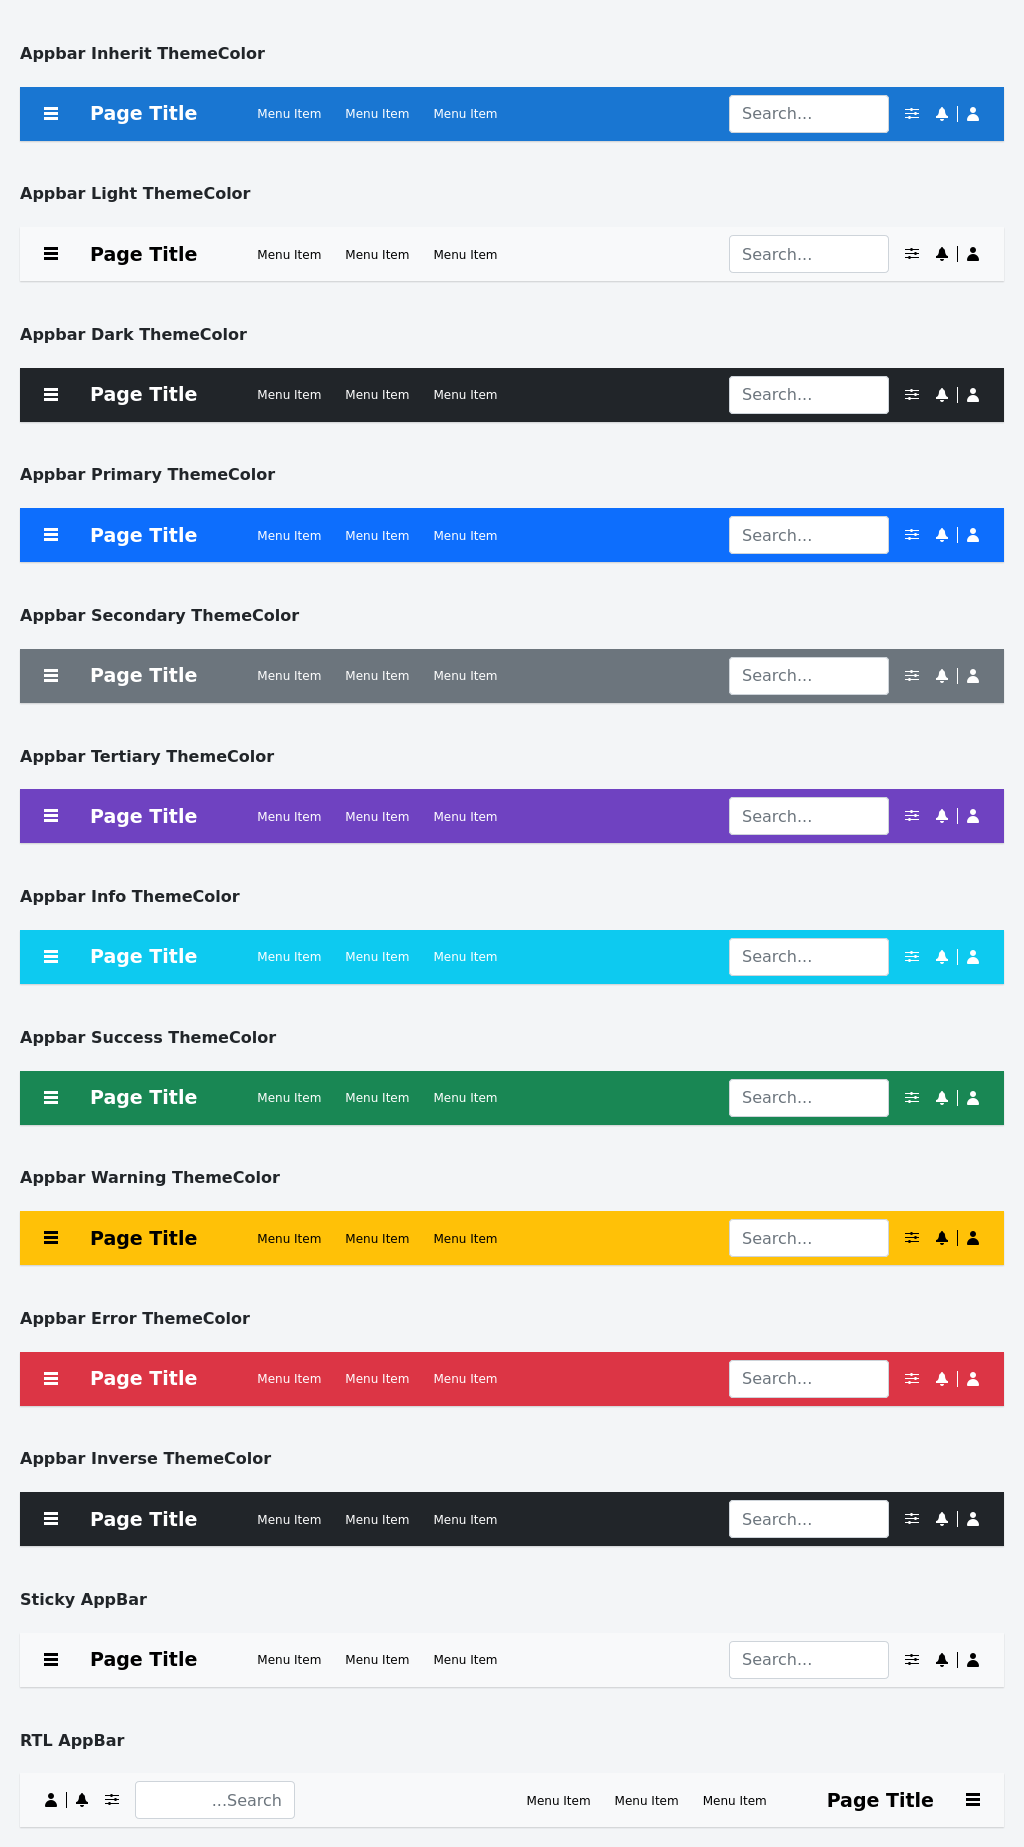 Appbar Inherit ThemeColor
Page Title Menu Item Menu Item Menu Item Search...
Appbar Light ThemeColor
Page Title Menu Item Menu Item Menu Item Search...
Appbar Dark ThemeColor
Page Title Menu Item Menu Item Menu Item Search...
Appbar Primary ThemeColor
Page Title Menu Item Menu Item Menu Item Search...
Appbar Secondary ThemeColor
Page Title Menu Item Menu Item Menu Item Search...
Appbar Tertiary ThemeColor
Page Title Menu Item Menu Item Menu Item Search...
Appbar Info ThemeColor
Page Title Menu Item Menu Item Menu Item Search...
Appbar Success ThemeColor
Page Title Menu Item Menu Item Menu Item Search...
Appbar Warning ThemeColor
Page Title Menu Item Menu Item Menu Item Search...
Appbar Error ThemeColor
Page Title Menu Item Menu Item Menu Item Search...
Appbar Inverse ThemeColor
Page Title Menu Item Menu Item Menu Item Search...
Sticky AppBar
Page Title Menu Item Menu Item Menu Item Search...
RTL AppBar
...Search Menu Item Menu Item Menu Item Page Title